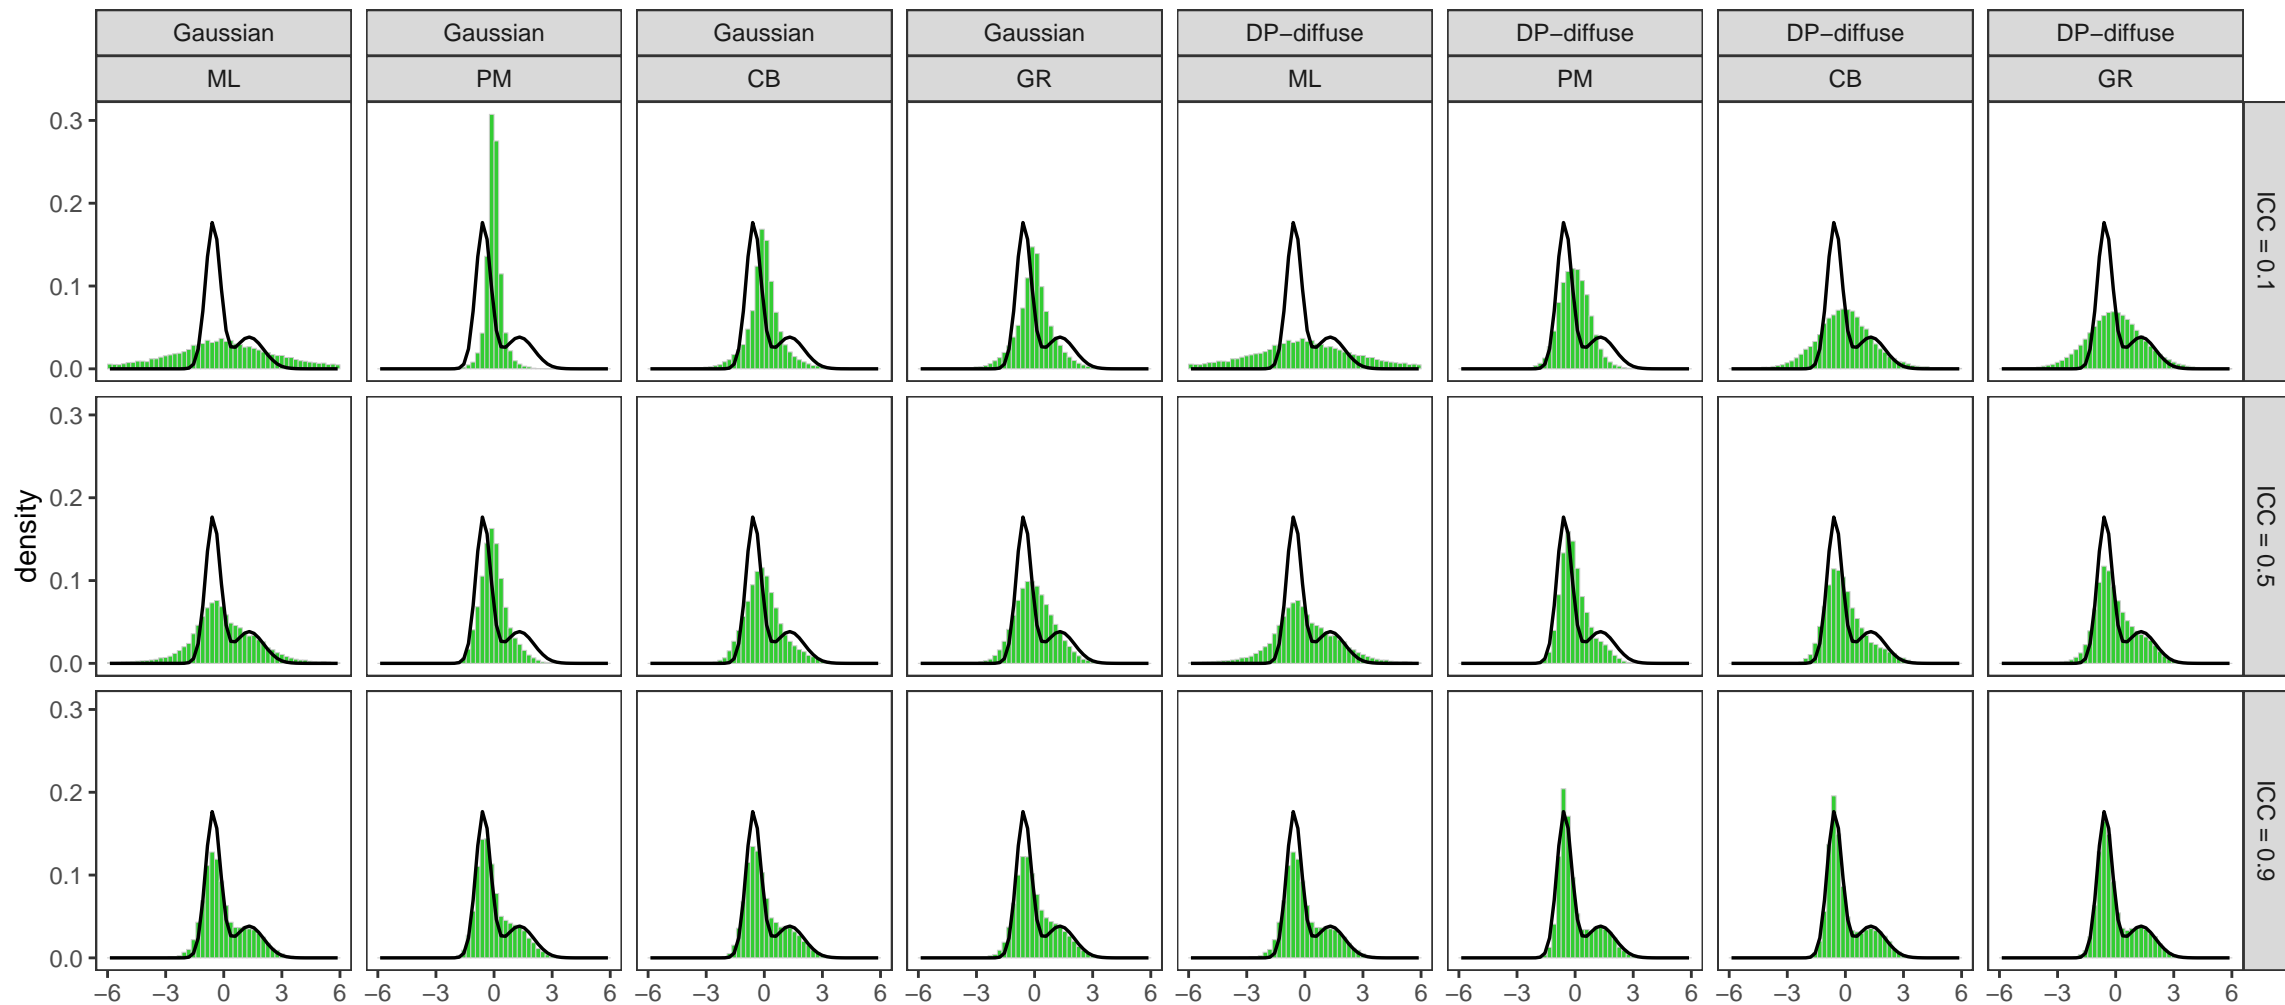 Gaussian Gaussian Gaussian Gaussian DP−diffuse DP−diffuse DP−diffuse DP−diffuse
ML PM CB GR ML PM CB GR
0.3
0.2
0.1
0.0
ICC = 0.1
density
0.3
0.2
0.1
0.0
ICC = 0.5
0.3
0.2
0.1
0.0
ICC = 0.9
−6 −3 0 3 6 −6 −3 0 3 6 −6 −3 0 3 6 −6 −3 0 3 6 −6 −3 0 3 6 −6 −3 0 3 6 −6 −3 0 3 6 −6 −3 0 3 6